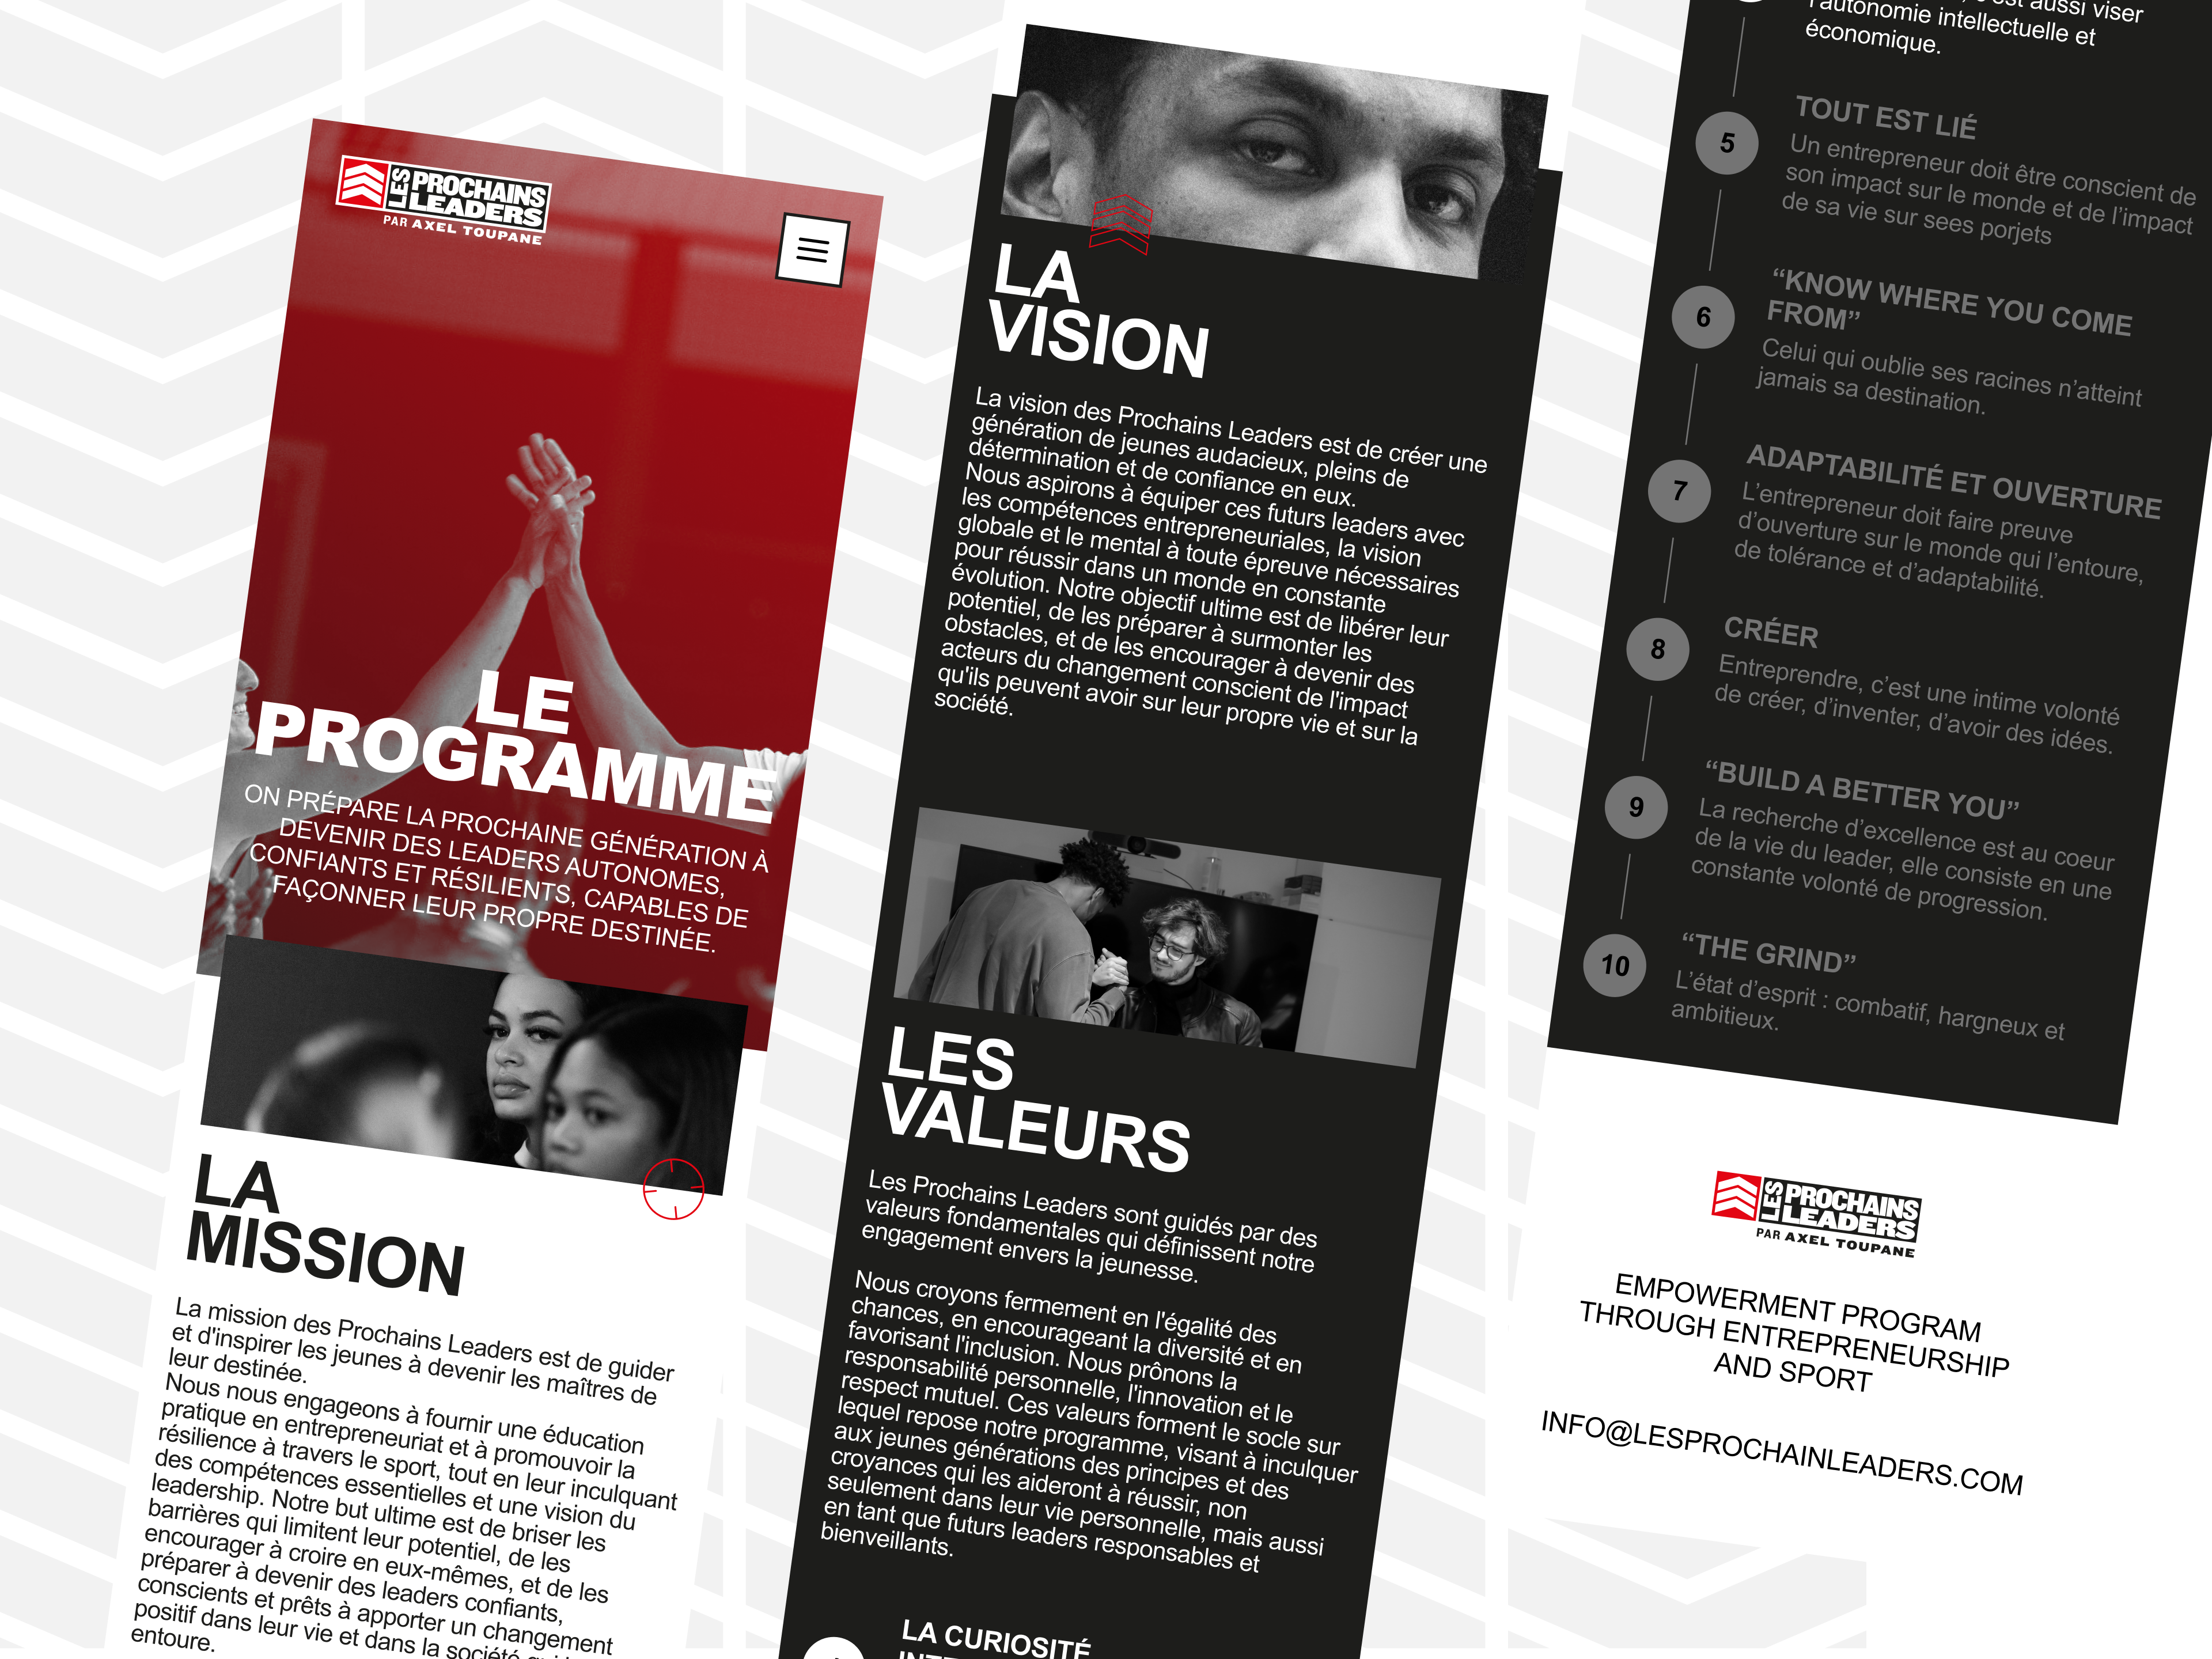 LES PROCHAINS
LEADERS
PAR AXEL TOUPANE
LE
PROGRAMME
ON PRÉPARE LA PROCHAINE GÉNÉRATION À
DEVENIR DES LEADERS AUTONOMES,
CONFIANTS ET RÉSILIENTS, CAPABLES DE
FAÇONNER LEUR PROPRE DESTINÉE.
LA
MISSION
La mission des Prochains Leaders est de guider
et d'inspirer les jeunes à devenir les maîtres de
leur destinée.
Nous nous engageons à fournir une éducation
pratique en entrepreneuriat et à promouvoir la
résilience à travers le sport, tout en leur inculquant
des compétences essentielles et une vision du
leadership. Notre but ultime est de briser les
barrières qui limitent leur potentiel, de les
encourager à croire en eux-mêmes, et de les
préparer à devenir des leaders confiants,
conscients et prêts à apporter un changement
positif dans leur vie et dans la société
entoure.
LA
VISION
La vision des Prochains Leaders est de créer une
génération de jeunes audacieux, pleins de
détermination et de confiance en eux.
Nous aspirons à équiper ces futurs leaders avec
les compétences entrepreneuriales, la vision
globale et le mental à toute épreuve nécessaires
pour réussir dans un monde en constante
évolution. Notre objectif ultime est de libérer leur
potentiel, de les préparer à surmonter les
obstacles, et de les encourager à devenir des
acteurs du changement conscient de l'impact
qu'ils peuvent avoir sur leur propre vie et sur la
société.
LES
VALEURS
Les Prochains Leaders sont guidés par des
valeurs fondamentales qui définissent notre
engagement envers la jeunesse.
Nous croyons fermement en l'égalité des
chances, en encourageant la diversité et en
favorisant l'inclusion. Nous prônons la
responsabilité personnelle, l'innovation et le
respect mutuel. Ces valeurs forment le socle sur
lequel repose notre programme, visant à inculquer
aux jeunes générations des principes et des
croyances qui les aideront à réussir, non
seulement dans leur vie personnelle, mais aussi
en tant que futurs leaders responsables et
bienveillants.
LA CURIOSITÉ
c'est aussi viser
l'autonomie intellectuelle et
économique.
5
TOUT EST LIÉ
Un entrepreneur doit être conscient de
son impact sur le monde et de l’impact
de sa vie sur sees porjets
6
“KNOW WHERE YOU COME
FROM”
Celui qui oublie ses racines n’atteint
jamais sa destination.
7
ADAPTABILITÉ ET OUVERTURE
L’entrepreneur doit faire preuve
d’ouverture sur le monde qui l’entoure,
de tolérance et d’adaptabilité.
8
CRÉER
Entreprendre, c’est une intime volonté
de créer, d’inventer, d’avoir des idées.
9
“BUILD A BETTER YOU”
La recherche d’excellence est au coeur
de la vie du leader, elle consiste en une
constante volonté de progression.
10
“THE GRIND”
L’état d’esprit : combatif, hargneux et
ambitieux.
LES PROCHAINS
LEADERS
PAR AXEL TOUPANE
EMPOWERMENT PROGRAM
THROUGH ENTREPRENEURSHIP
AND SPORT
INFO@LESPROCHAINLEADERS.COM